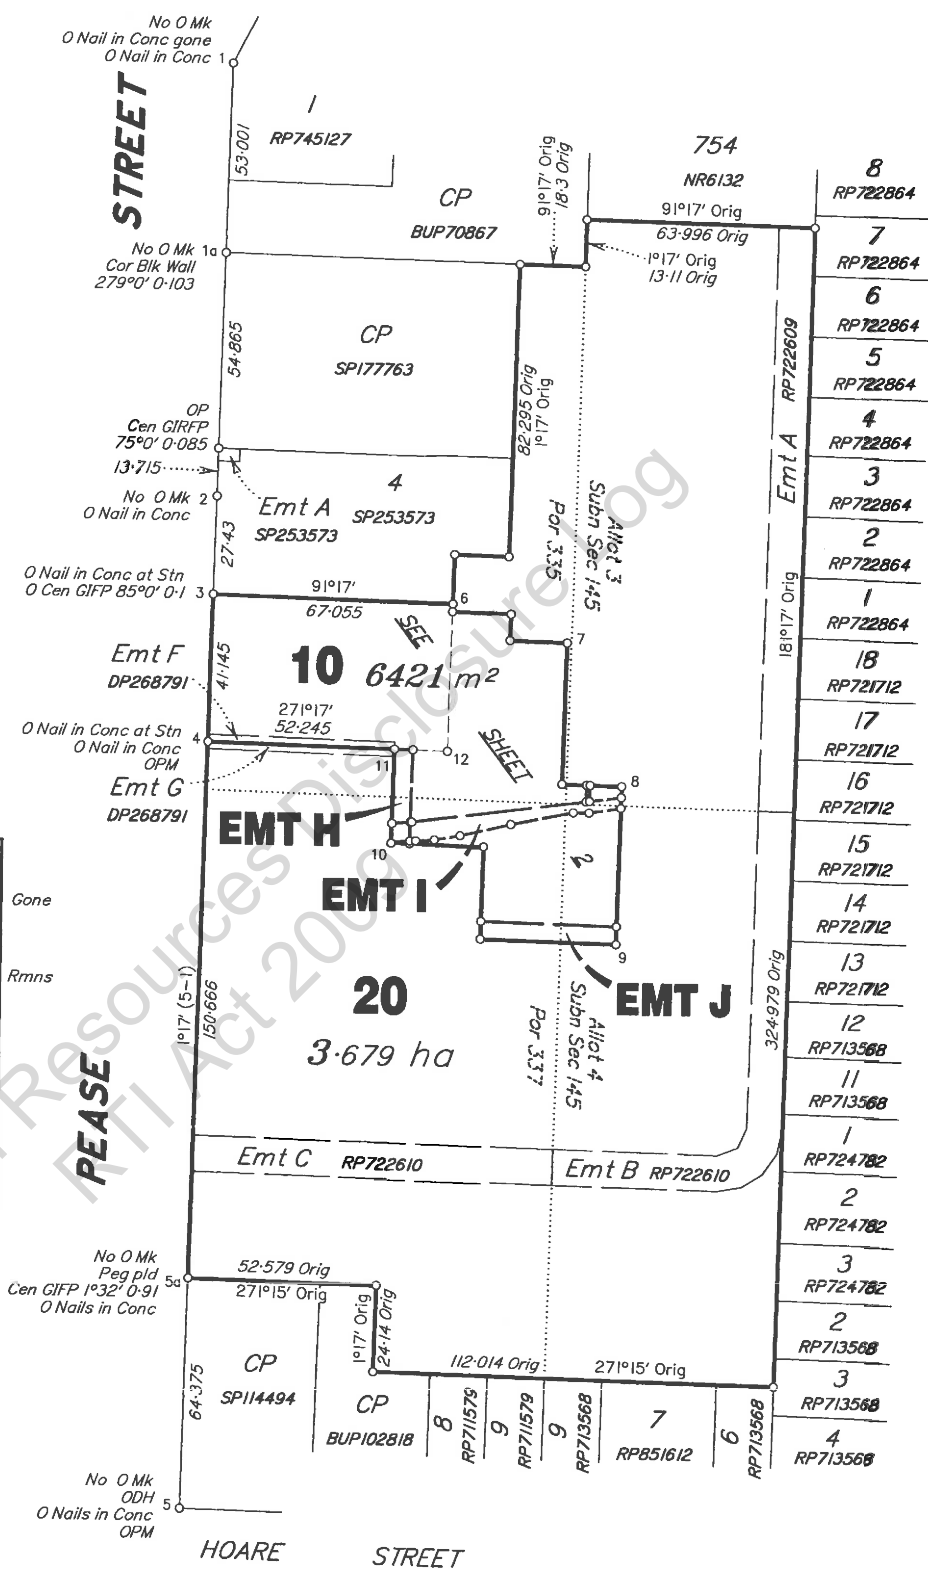 No O Mk
O Nail in Conc gone
O Nail in Conc
1
STREET
53·001
1
RP745127
CP
BUP70867
91°17' Orig
18·3 Orig
754
NR6132
91°17' Orig
63·996 Orig
1°17' Orig
13·11 Orig
8
RP722864
7
RP722864
6
RP722864
5
RP722864
4
RP722864
3
RP722864
2
RP722864
1
RP722864
18
RP721712
17
RP721712
16
RP721712
15
RP721712
14
RP721712
13
RP721712
12
RP713568
11
RP713568
1
RP724782
2
RP724782
3
RP724782
2
RP713568
3
RP713568
4
RP713568
No O Mk
1a
Cor Blk Wall
279°0' 0·103
54·865
CP
SP177763
82·295 Orig
1°17' Orig
Emt A
RP722609
OP
Cen GIRFP
75°0' 0·085
13·715
No O Mk
2
O Nail in Conc
27·43
Emt A
SP253573
4
SP253573
Allot 3
Subn Sec 145
Por 335
O Nail in Conc at Stn
O Cen GIFP 85°0' 0·1
3
91°17'
67·055
6
7
181°17' Orig
SEE
SHEET
2
10
6421 m²
Emt F
DP268791
41·145
271°17'
52·245
O Nail in Conc at Stn
O Nail in Conc
OPM
4
11
12
8
Emt G
DP268791
EMT H
10
EMT I
9
EMT J
Gone
Rmns
1°17' (5-1)
150·666
20
3·679 ha
Allot 4
Subn Sec 145
Por 337
324·979 Orig
PEASE
Emt C
RP722610
Emt B
RP722610
No O Mk
Peg pld
5a
Cen GIFP 1°32' 0·91
O Nails in Conc
52·579 Orig
271°15' Orig
1°17' Orig
24·14 Orig
112·014 Orig
271°15' Orig
64·375
CP
SP114494
CP
BUP102818
8
RP711579
9
RP711579
9
RP713568
7
RP851612
6
RP713568
No O Mk
ODH
5
O Nails in Conc
OPM
HOARE STREET
Resources Disclosure Log
RTI Act 2009